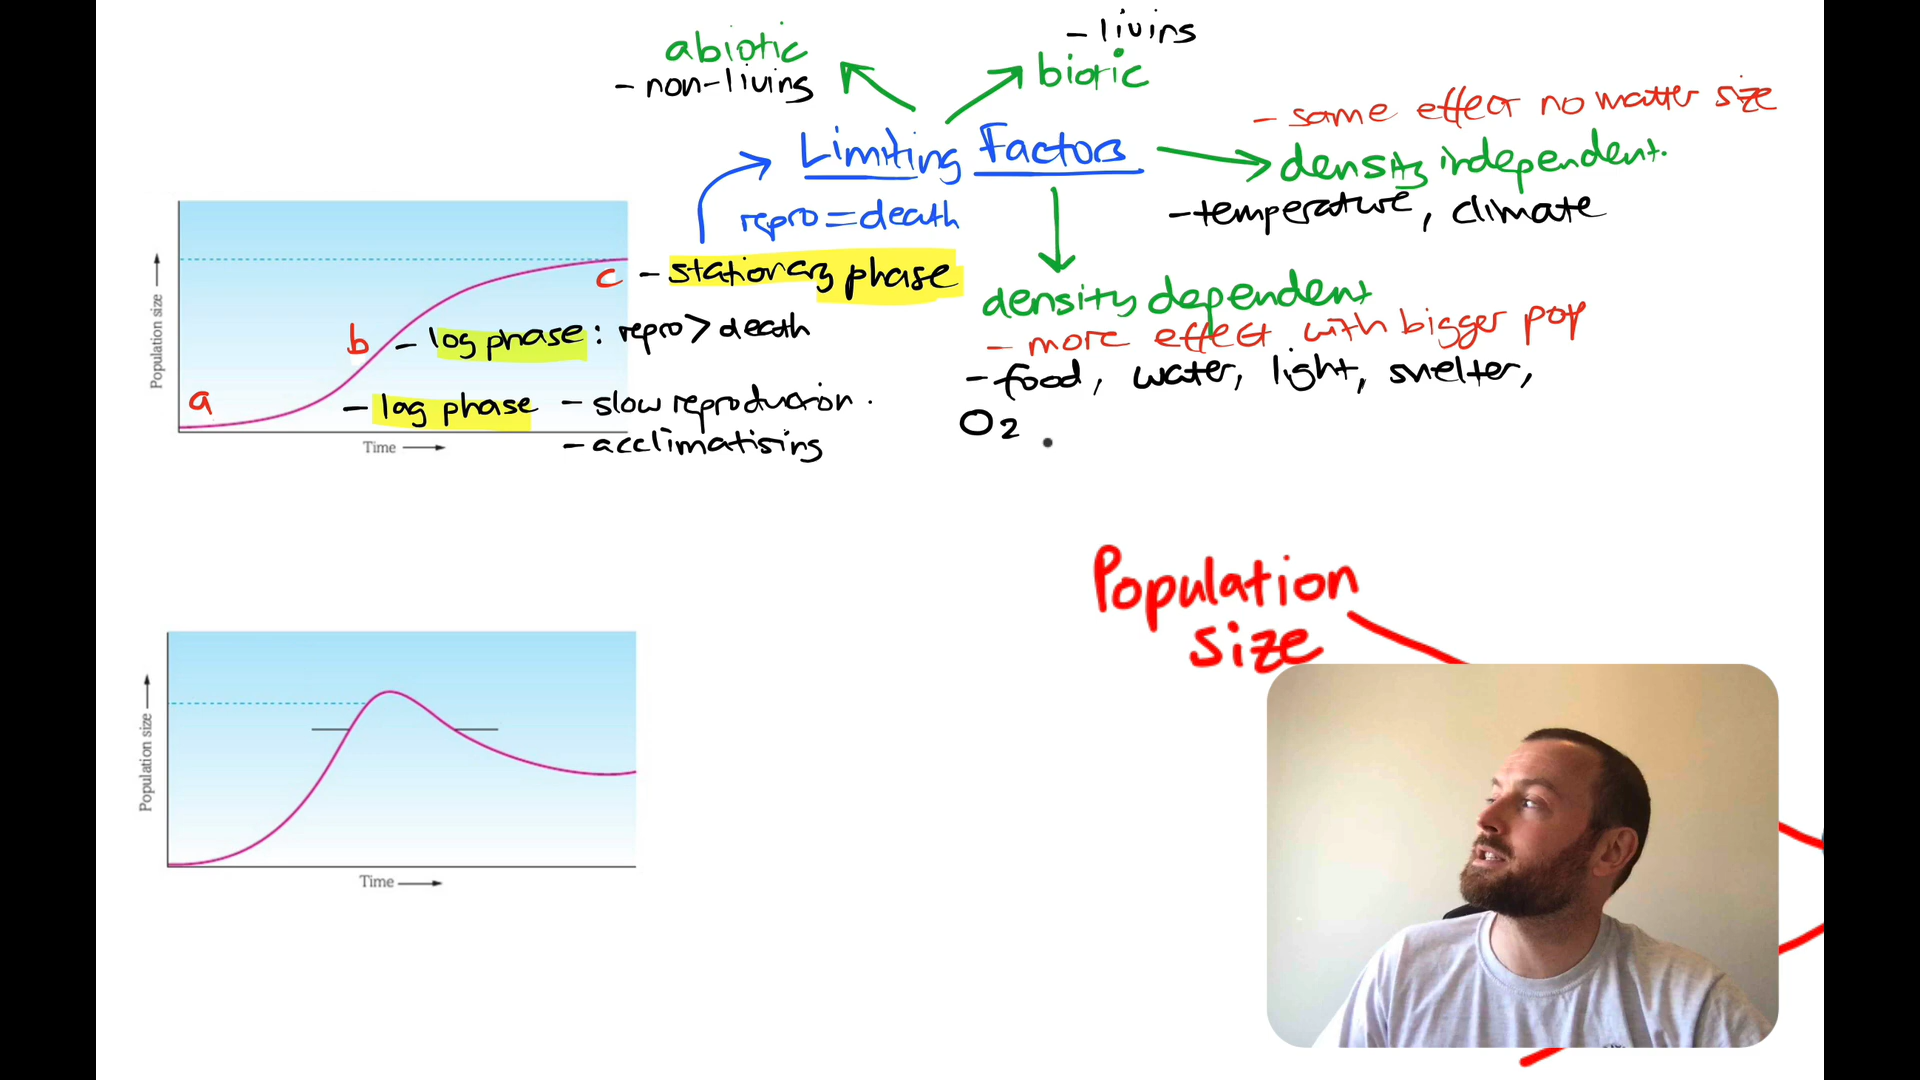 abiotic
- non-living
- living
biotic
Limiting Factors
repro = death
- same effect no matter size
density independent.
- temperature, climate
density dependent
- more effect with bigger pop
- food, water, light, shelter,
O2
Population size
a
b
c
- stationary phase
- log phase : repro > death
- lag phase - slow reproduction.
- acclimatising
Time
Population
size
Population size
Time